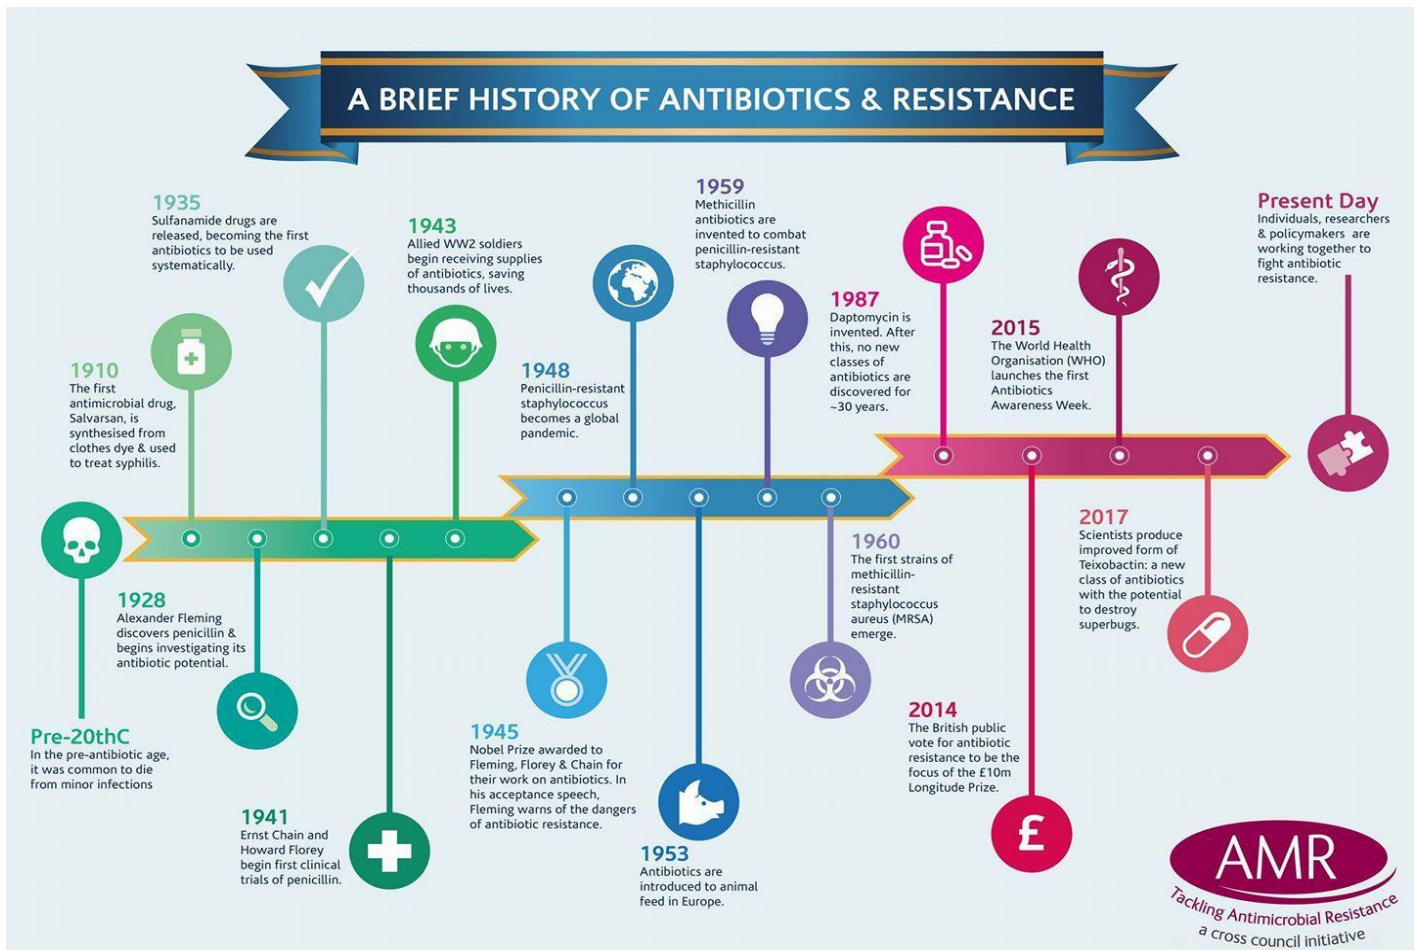 A BRIEF HISTORY OF ANTIBIOTICS & RESISTANCE
Pre-20thC
In the pre-antibiotic age,
it was common to die
from minor infections
1910
The first
antimicrobial drug,
Salvarsan, is
synthesised from
clothes dye & used
to treat syphilis.
1928
Alexander Fleming
discovers penicillin &
begins investigating its
antibiotic potential.
1935
Sulfanamide drugs are
released, becoming the first
antibiotics to be used
systematically.
1941
Ernst Chain and
Howard Florey
begin first clinical
trials of penicillin.
1943
Allied WW2 soldiers
begin receiving supplies
of antibiotics, saving
thousands of lives.
1945
Nobel Prize awarded to
Fleming, Florey & Chain for
their work on antibiotics. In
his acceptance speech,
Fleming warns of the dangers
of antibiotic resistance.
1948
Penicillin-resistant
staphylococcus
becomes a global
pandemic.
1953
Antibiotics are
introduced to animal
feed in Europe.
1959
Methicillin
antibiotics are
invented to combat
penicillin-resistant
staphylococcus.
1960
The first strains of
methicillin-
resistant
staphylococcus
aureus (MRSA)
emerge.
1987
Daptomycin is
invented. After
this, no new
classes of
antibiotics are
discovered for
~30 years.
2014
The British public
vote for antibiotic
resistance to be the
focus of the £10m
Longitude Prize.
£
2015
The World Health
Organisation (WHO)
launches the first
Antibiotics
Awareness Week.
2017
Scientists produce
improved form of
Teixobactin: a new
class of antibiotics
with the potential
to destroy
superbugs.
Present Day
Individuals, researchers
& policymakers are
working together to
fight antibiotic
resistance.
AMR
Tackling Antimicrobial Resistance
a cross council initiative